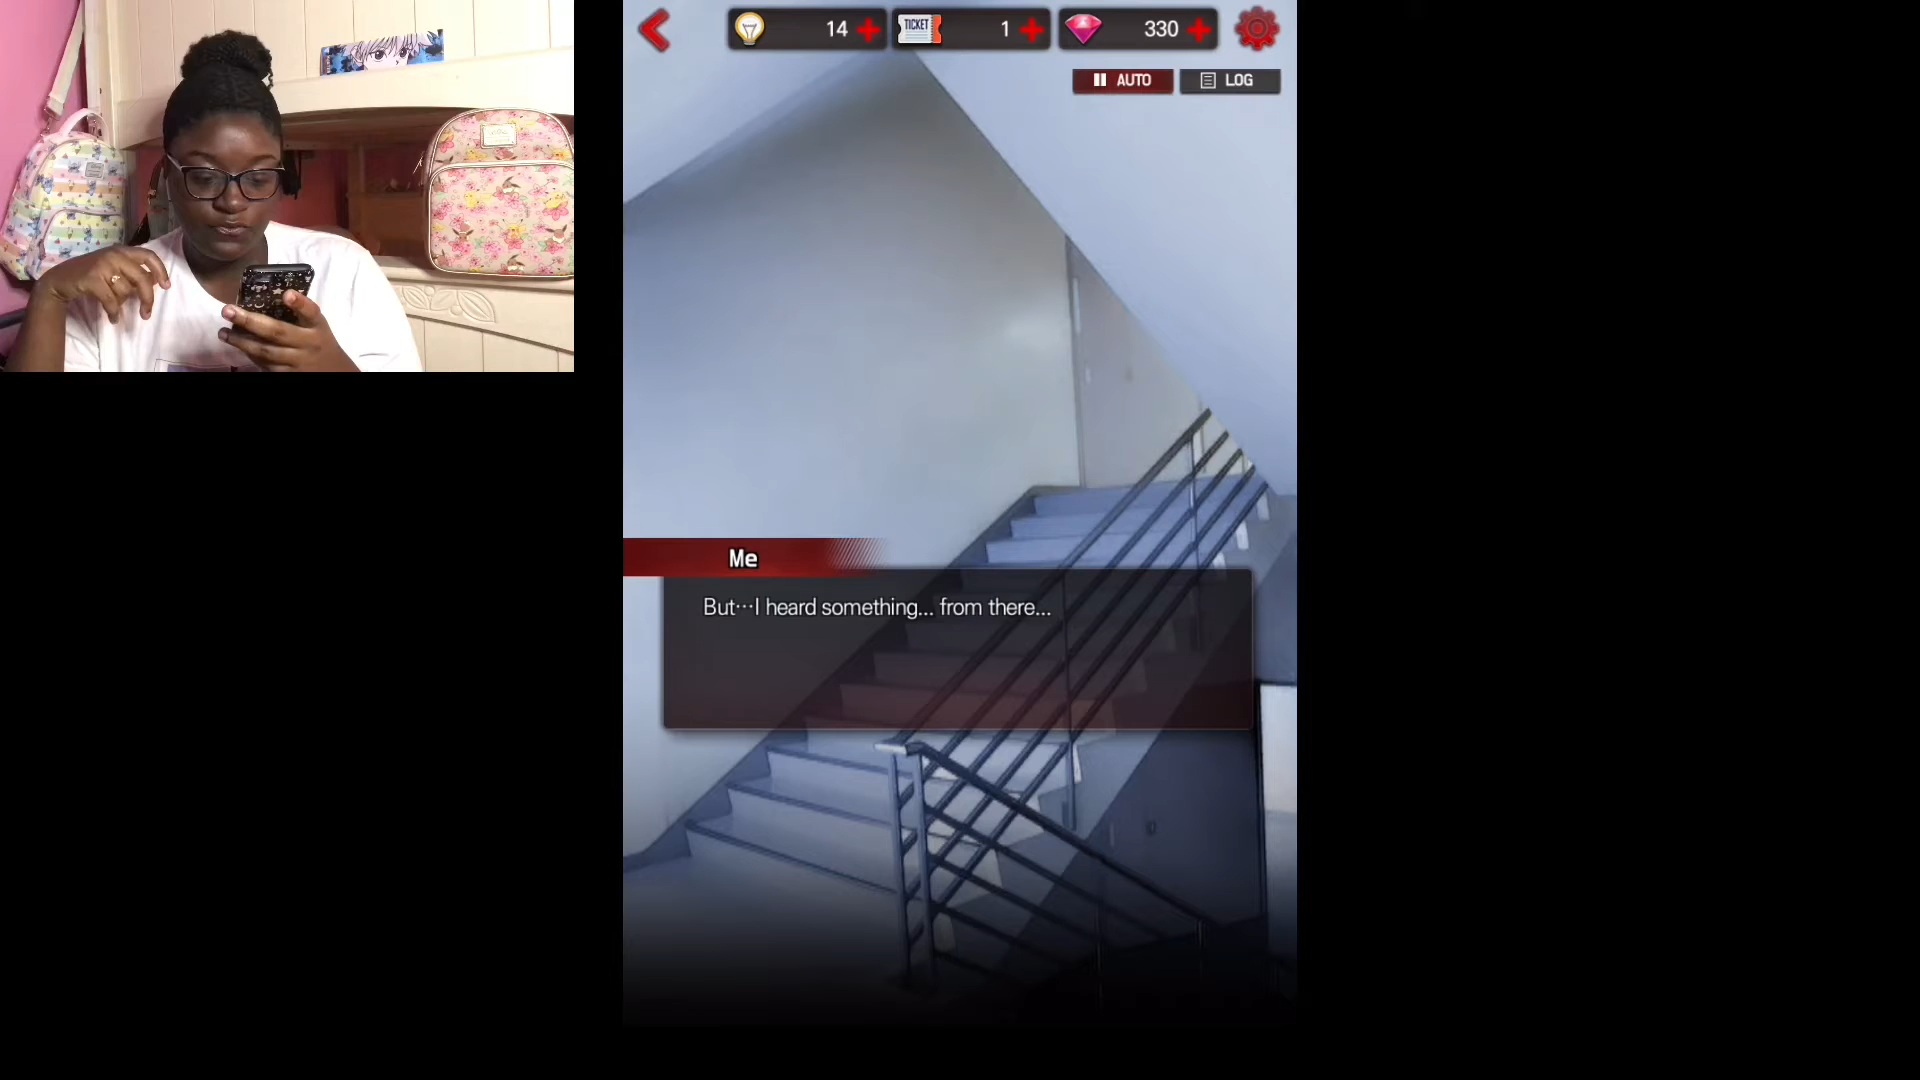 14
TICKET
1
330
AUTO
LOG
Me
But⋯I heard something... from there...